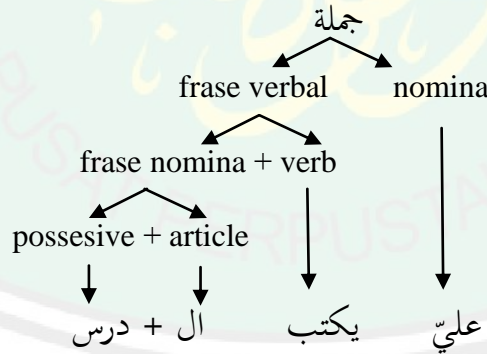 جملة
frase verbal nomina
frase nomina + verb
possesive + article
عليّ يكتب ال + درس